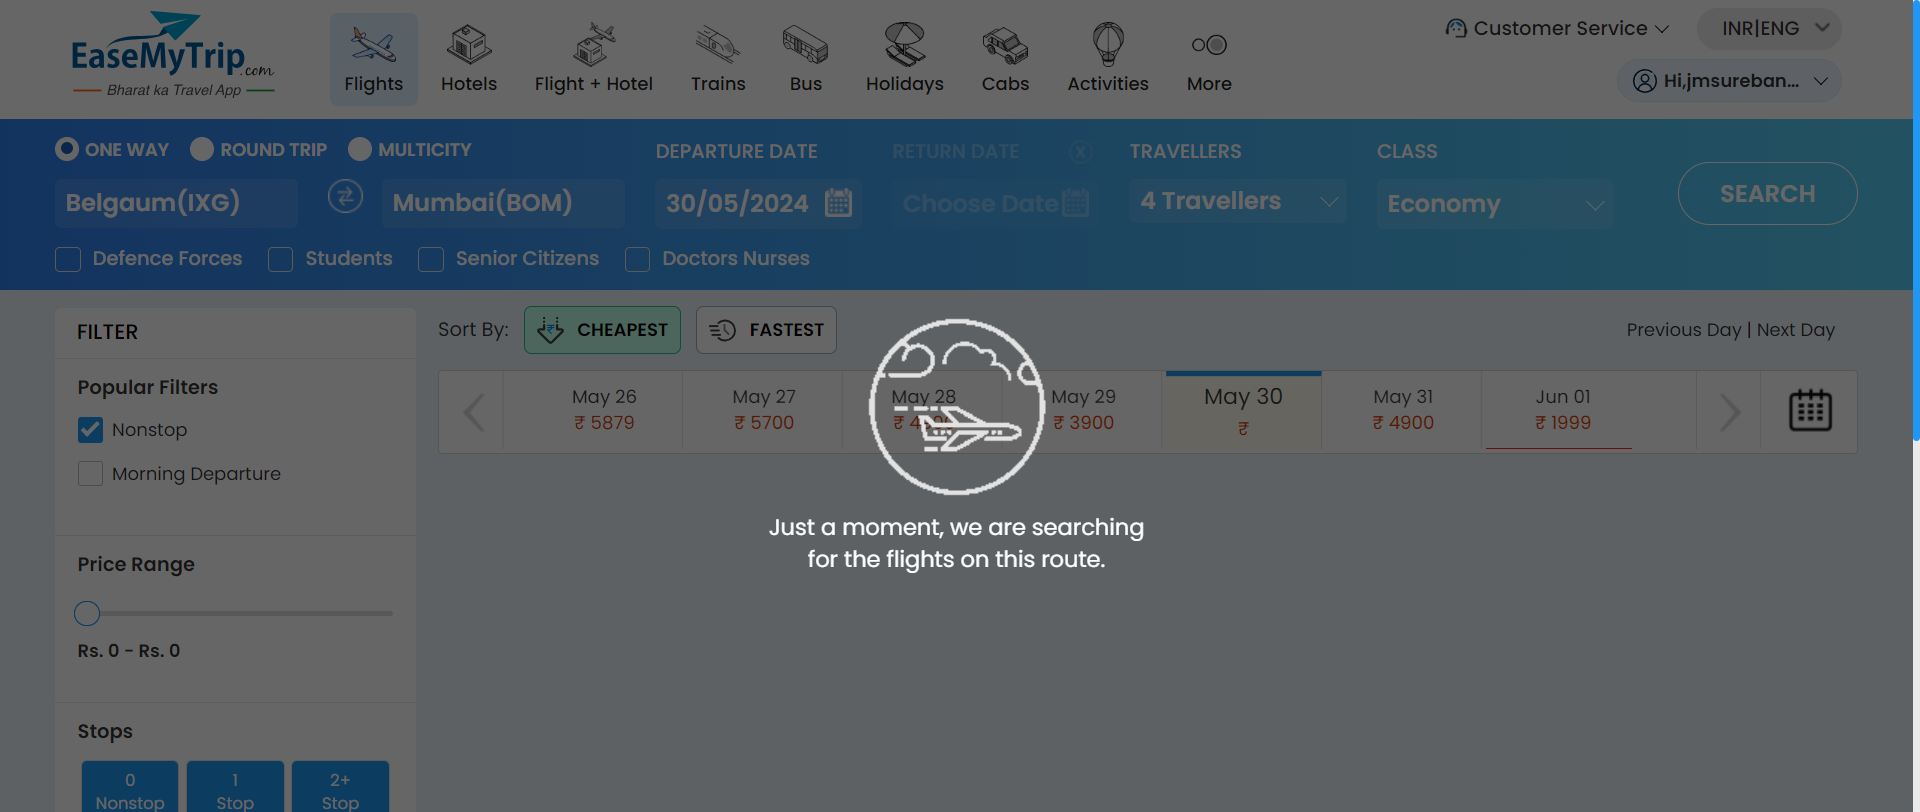 EaseMyTrip.com
Bharat ka Travel App
Flights
Hotels
Flight + Hotel
Trains
Bus
Holidays
Cabs
Activities
More
Customer Service
INR|ENG
Hi,jmsureban...
ONE WAY
ROUND TRIP
MULTICITY
DEPARTURE DATE
RETURN DATE
X
TRAVELLERS
CLASS
Belgaum(IXG)
Mumbai(BOM)
30/05/2024
Choose Date
4 Travellers
Economy
SEARCH
Defence Forces
Students
Senior Citizens
Doctors Nurses
FILTER
Popular Filters
Nonstop
Morning Departure
Price Range
Rs. 0 - Rs. 0
Stops
0
Nonstop
1
Stop
2+
Stop
Sort By:
CHEAPEST
FASTEST
Previous Day | Next Day
May 26
₹ 5879
May 27
₹ 5700
May 28
May 29
₹ 3900
May 30
₹
May 31
₹ 4900
Jun 01
₹ 1999
Just a moment, we are searching
for the flights on this route.